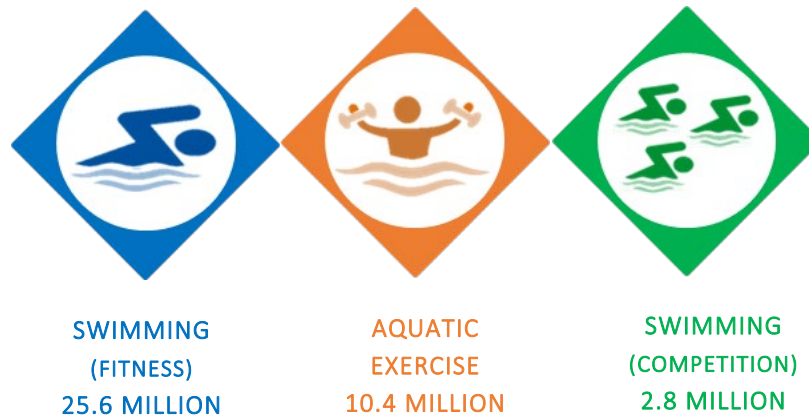 SWIMMING
(FITNESS)
25.6 MILLION
AQUATIC
EXERCISE
10.4 MILLION
SWIMMING
(COMPETITION)
2.8 MILLION